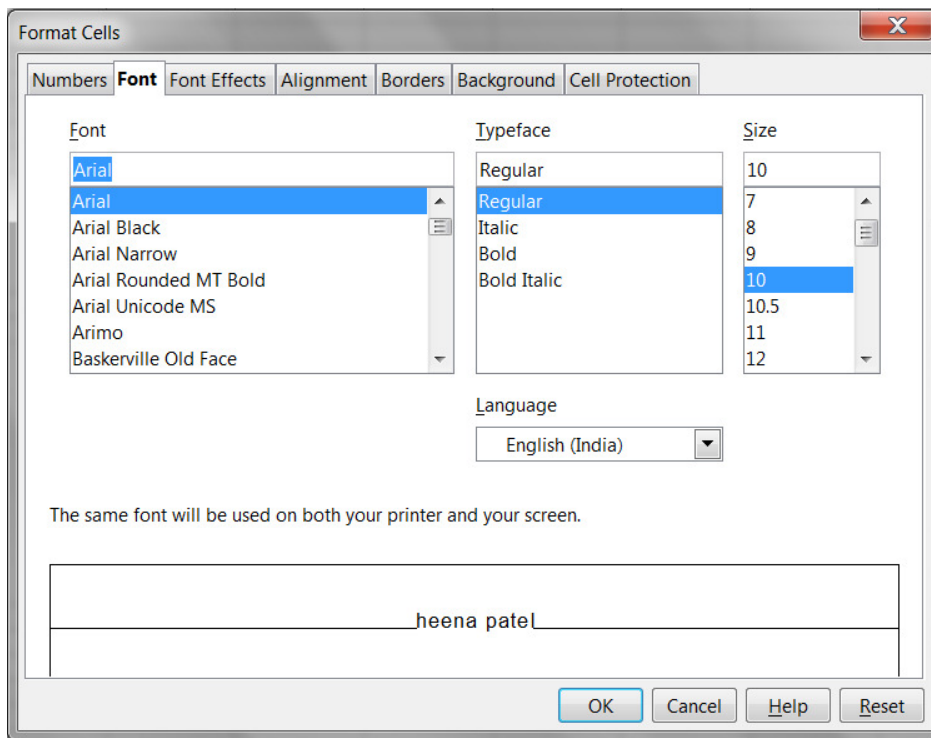 Format Cells
Numbers Font Font Effects Alignment Borders Background Cell Protection
Font Typeface Size
Arial Regular 10
Arial Regular 7
Arial Black Italic 8
Arial Narrow Bold 9
Arial Rounded MT Bold Bold Italic 10
Arial Unicode MS 10.5
Arimo 11
Baskerville Old Face 12
Language
English (India)
The same font will be used on both your printer and your screen.
heena patel
OK Cancel Help Reset